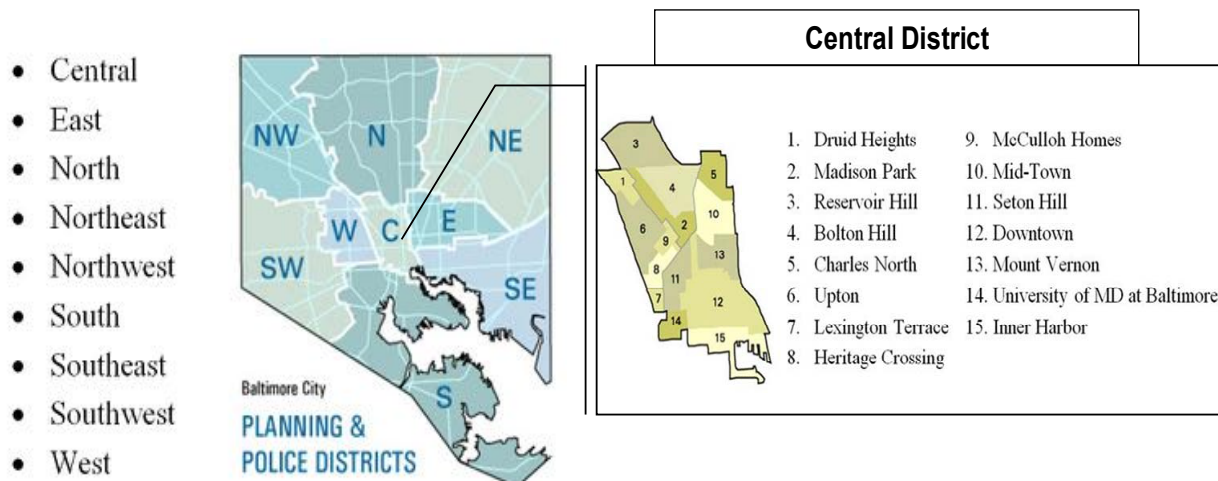 • Central
• East
• North
• Northeast
• Northwest
• South
• Southeast
• Southwest
• West
NW
N
NE
W
C
E
SW
SE
S
Baltimore City
PLANNING &
POLICE DISTRICTS
Central District
3
5
1
4
10
2
6
9
13
8
11
7
12
14
15
1. Druid Heights
2. Madison Park
3. Reservoir Hill
4. Bolton Hill
5. Charles North
6. Upton
7. Lexington Terrace
8. Heritage Crossing
9. McCulloh Homes
10. Mid-Town
11. Seton Hill
12. Downtown
13. Mount Vernon
14. University of MD at Baltimore
15. Inner Harbor